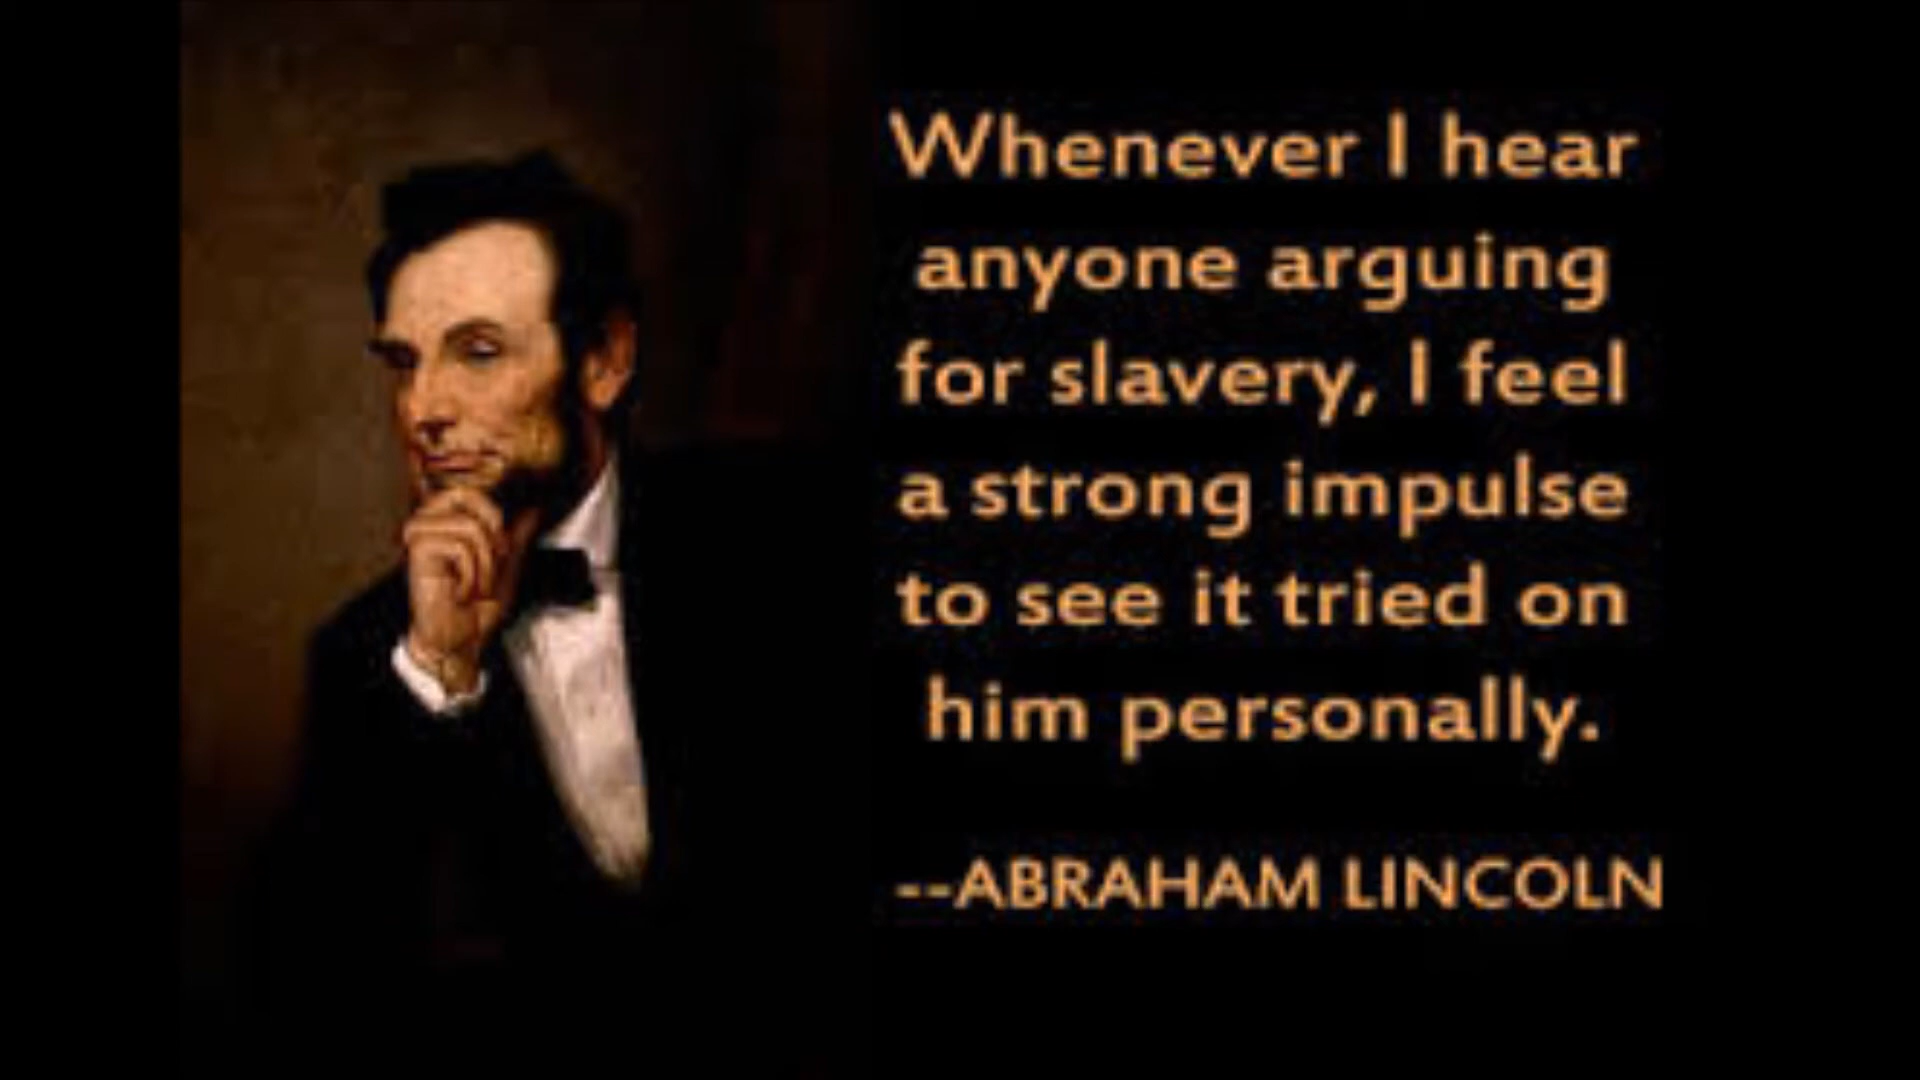 Whenever I hear
anyone arguing
for slavery, I feel
a strong impulse
to see it tried on
him personally.
--ABRAHAM LINCOLN